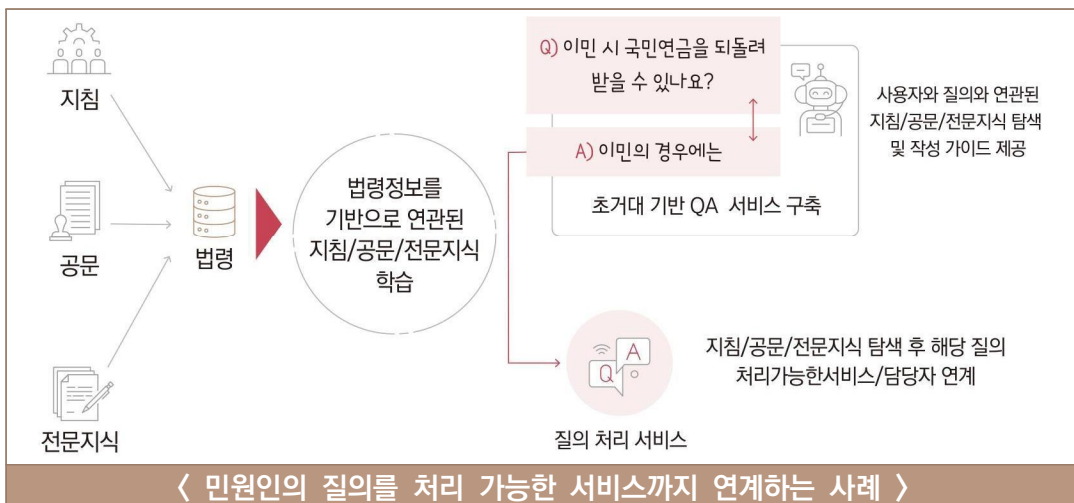 지침
공문
전문지식
법령
법령정보를
기반으로 연관된
지침/공문/전문지식
학습
Q) 이민 시 국민연금을 되돌려
받을 수 있나요?
A) 이민의 경우에는
초거대 기반 QA 서비스 구축
사용자와 질의와 연관된
지침/공문/전문지식 탐색
및 작성 가이드 제공
Q
A
질의 처리 서비스
지침/공문/전문지식 탐색 후 해당 질의
처리가능한서비스/담당자 연계
〈 민원인의 질의를 처리 가능한 서비스까지 연계하는 사례 〉